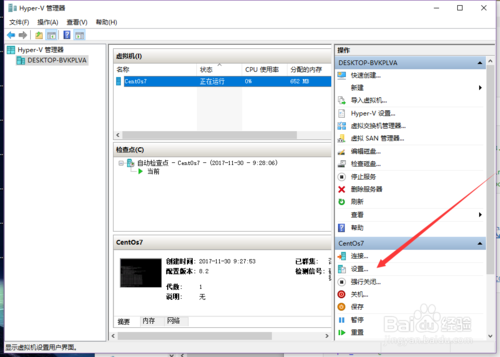 Hyper-V 管理器
文件(F) 操作(A) 查看(V) 帮助(H)
Hyper-V 管理器
DESKTOP-BVKPLVA
虚拟机(I)
名称 状态 CPU 使用率 分配的内存
CentOs7 正在运行 0% 652 MB
检查点(C)
自动检查点 - CentOs7 - (2017-11-30 - 9:28:06)
当前
CentOs7
创建时间: 2017-11-30 9:27:53 已群集:
配置版本: 8.2 检测信号:
代数: 1
说明: 无
摘要 内存 网络
操作
DESKTOP-BVKPLVA
快速创建...
新建
导入虚拟机...
Hyper-V 设置...
虚拟交换机管理器...
虚拟 SAN 管理器...
编辑磁盘...
检查磁盘...
停止服务
删除服务器
刷新
查看
帮助
CentOs7
连接...
设置...
强行关闭...
关机...
保存
暂停
重置
显示虚拟机设置用户界面。
Baidu 经验